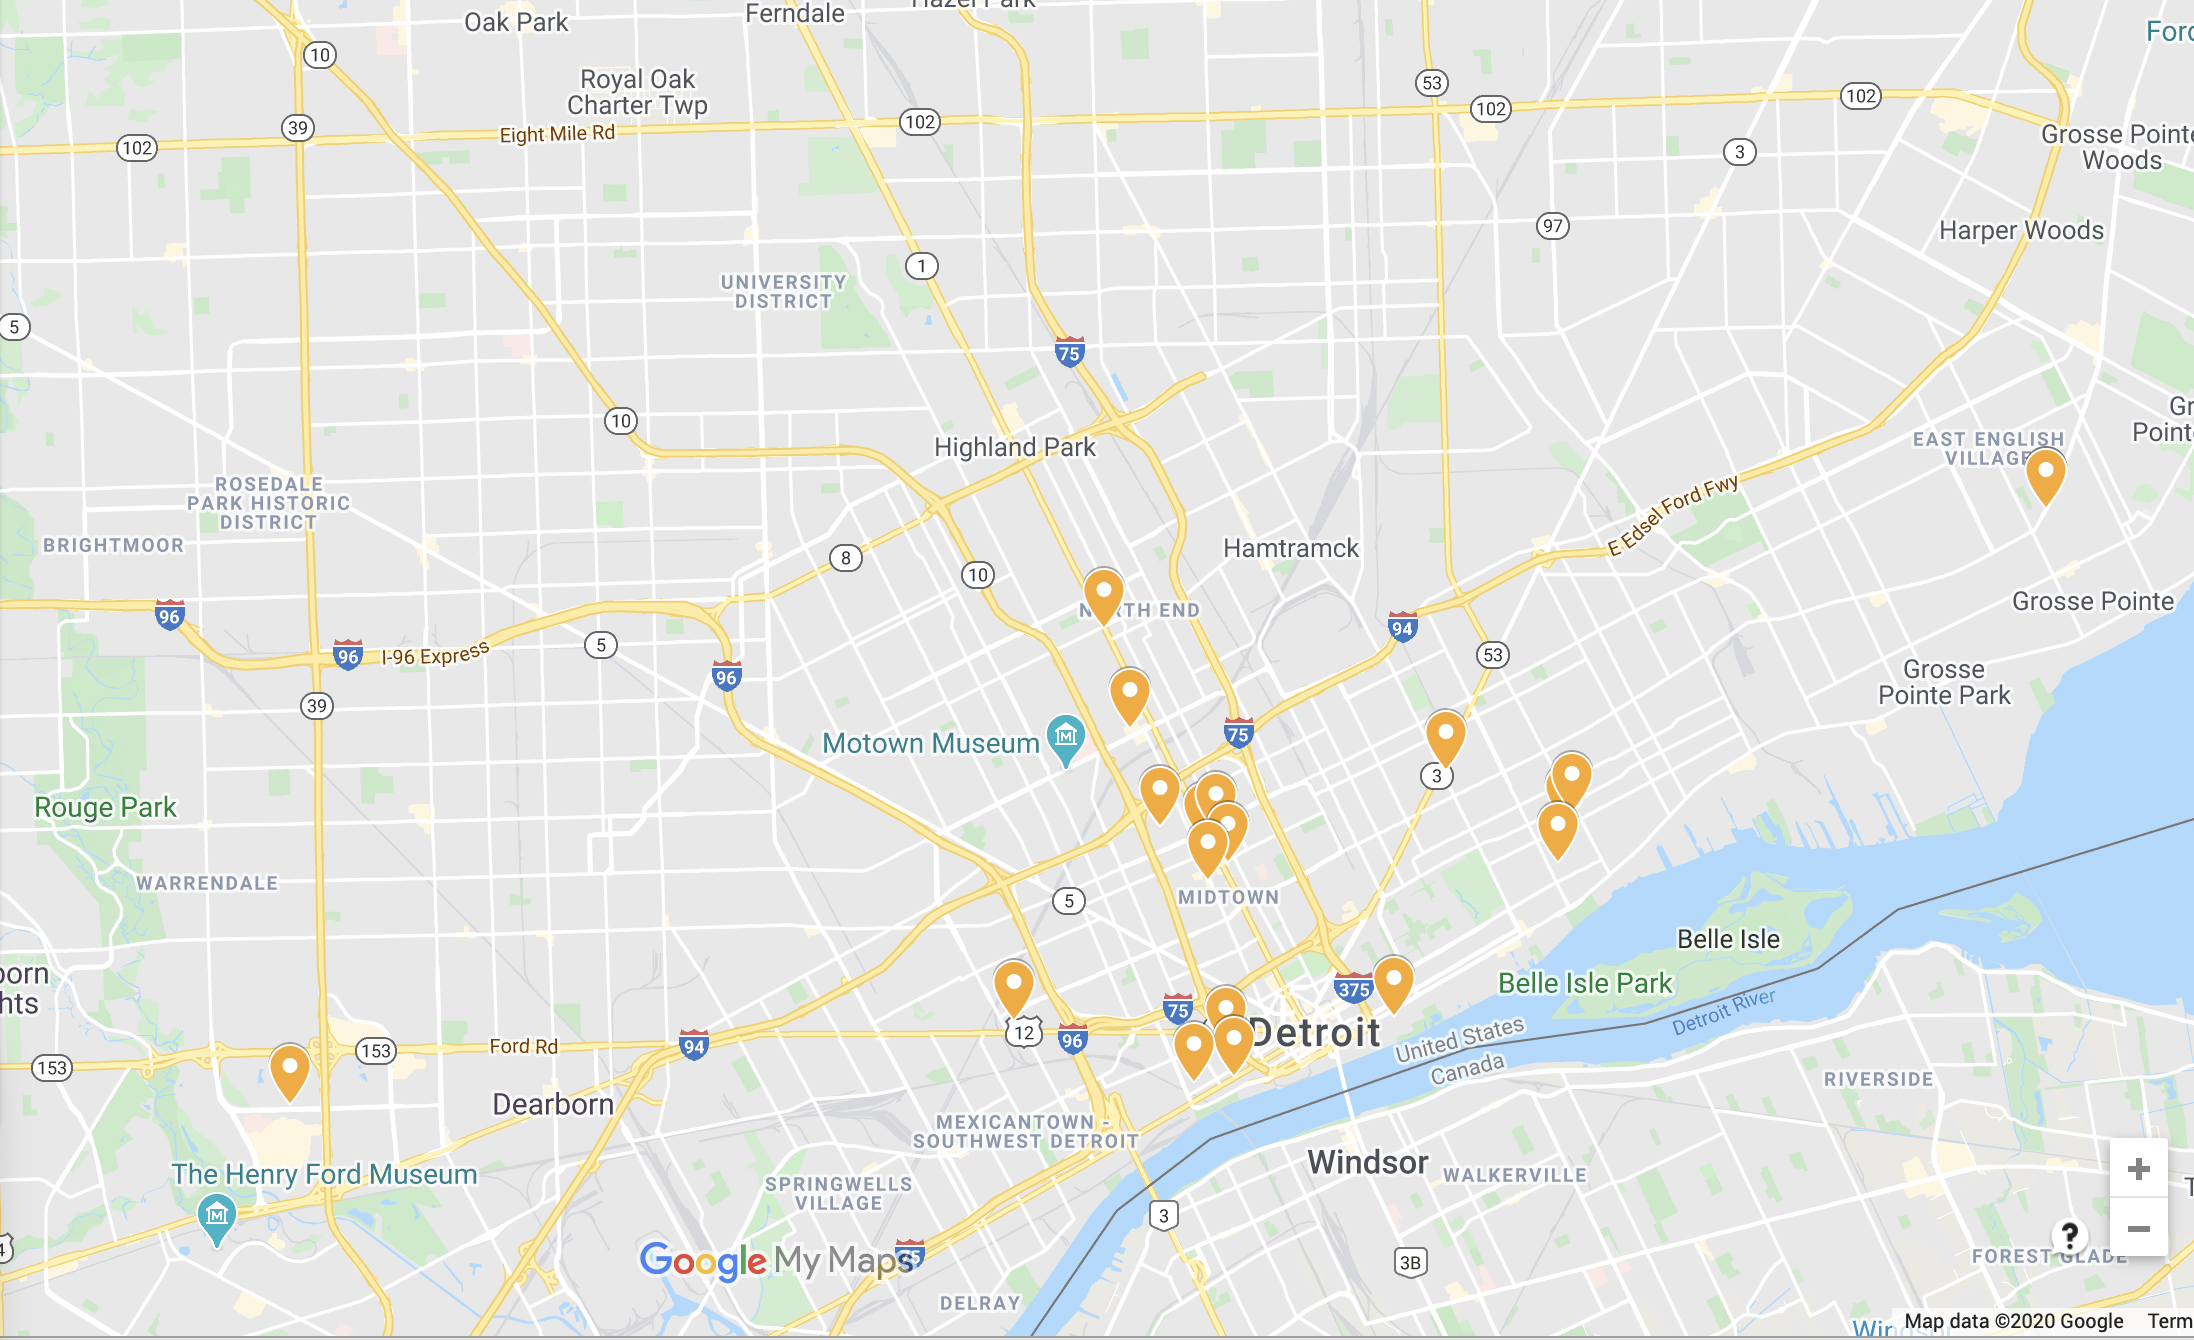 Oak Park
Ferndale
Hazel Park
Ford
10
Royal Oak
Charter Twp
53
102
102
102
39
Eight Mile Rd
102
3
Grosse Pointe
Woods
97
Harper Woods
1
UNIVERSITY
DISTRICT
5
75
10
Highland Park
EAST ENGLISH
VILLAGE
Gr
Pointe
ROSEDALE
PARK HISTORIC
DISTRICT
E Edsel Ford Fwy
BRIGHTMOOR
8
10
Hamtramck
96
NORTH END
94
Grosse Pointe
96
I-96 Express
5
96
53
39
Grosse
Pointe Park
Motown Museum
75
3
Rouge Park
WARRENDALE
5
MIDTOWN
Belle Isle
born
hts
375
Belle Isle Park
75
Detroit River
153
153
Ford Rd
94
12
96
Detroit
United States
Canada
Dearborn
RIVERSIDE
MEXICANTOWN -
SOUTHWEST DETROIT
The Henry Ford Museum
Windsor
WALKERVILLE
SPRINGWELLS
VILLAGE
3
+
−
?
Google My Maps
75
3B
FOREST GLADE
DELRAY
Map data ©2020 Google
Term
Winds